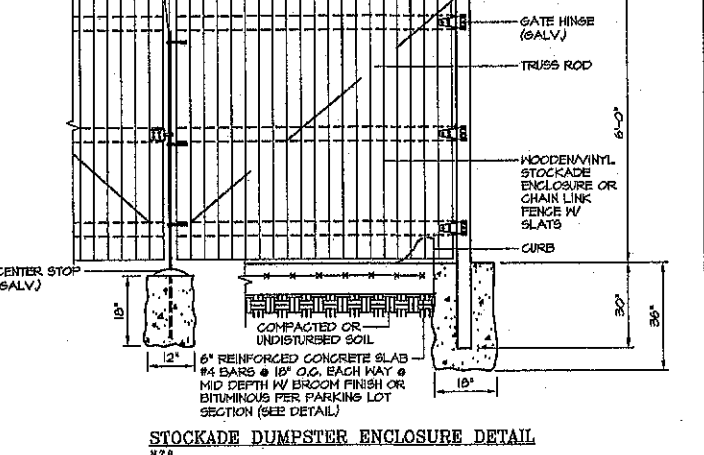 GATE HINGE
(GALV.)
TRUSS ROD
6'-0"
WOODEN/VINYL
STOCKADE
ENCLOSURE OR
CHAIN LINK
FENCE W/
SLATS
CURB
CENTER STOP
GALV.)
18"
12"
COMPACTED OR
UNDISTURBED SOIL
6" REINFORCED CONCRETE SLAB
#4 BARS @ 18" O.C. EACH WAY @
MID DEPTH W/ BROOM FINISH OR
BITUMINOUS PER PARKING LOT
SECTION (SEE DETAIL)
30"
36"
18"
STOCKADE DUMPSTER ENCLOSURE DETAIL